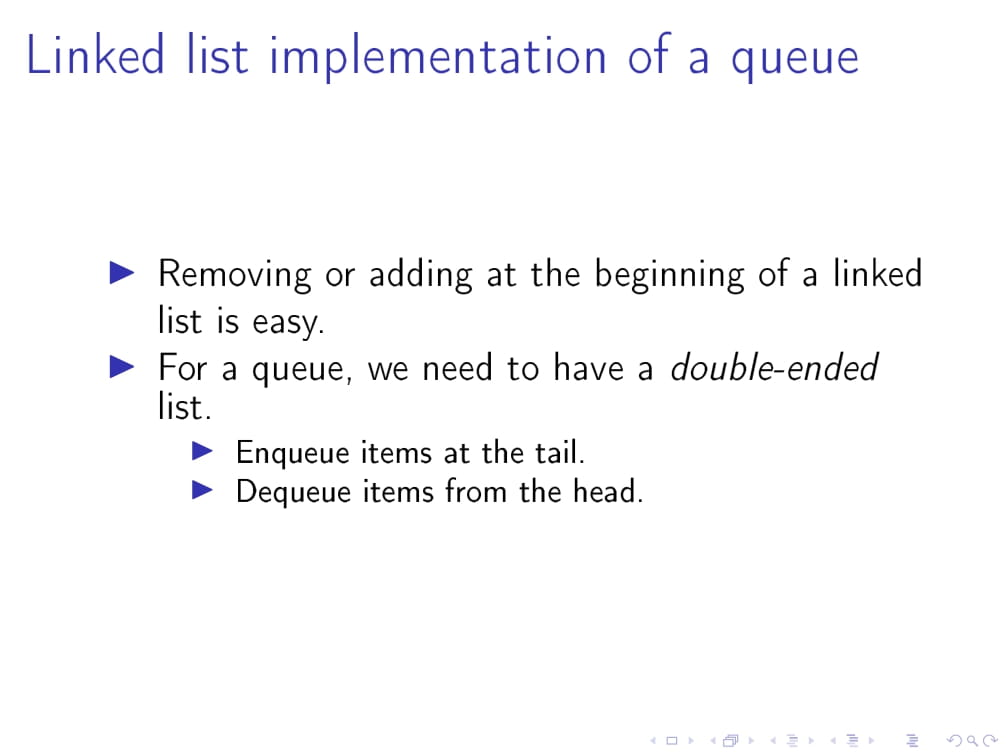 Linked list implementation of a queue
Removing or adding at the beginning of a linked
list is easy.
For a queue, we need to have a double-ended
list.
Enqueue items at the tail.
Dequeue items from the head.